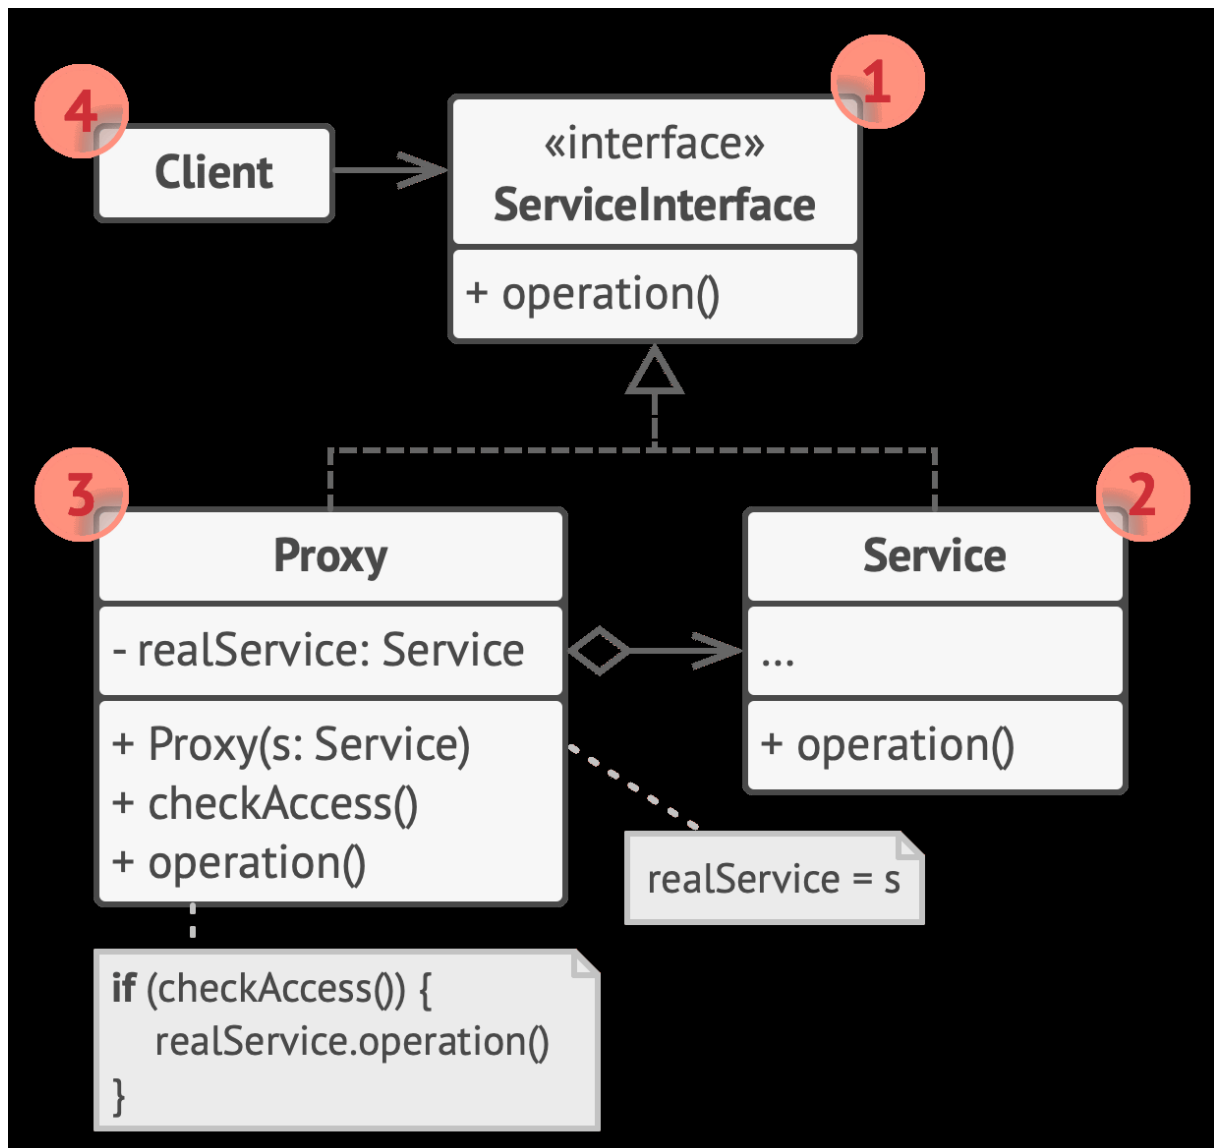 4
Client
1
«interface»
ServiceInterface
+ operation()
3
Proxy
- realService: Service
+ Proxy(s: Service)
+ checkAccess()
+ operation()
2
Service
...
+ operation()
realService = s
if (checkAccess()) {
realService.operation()
}